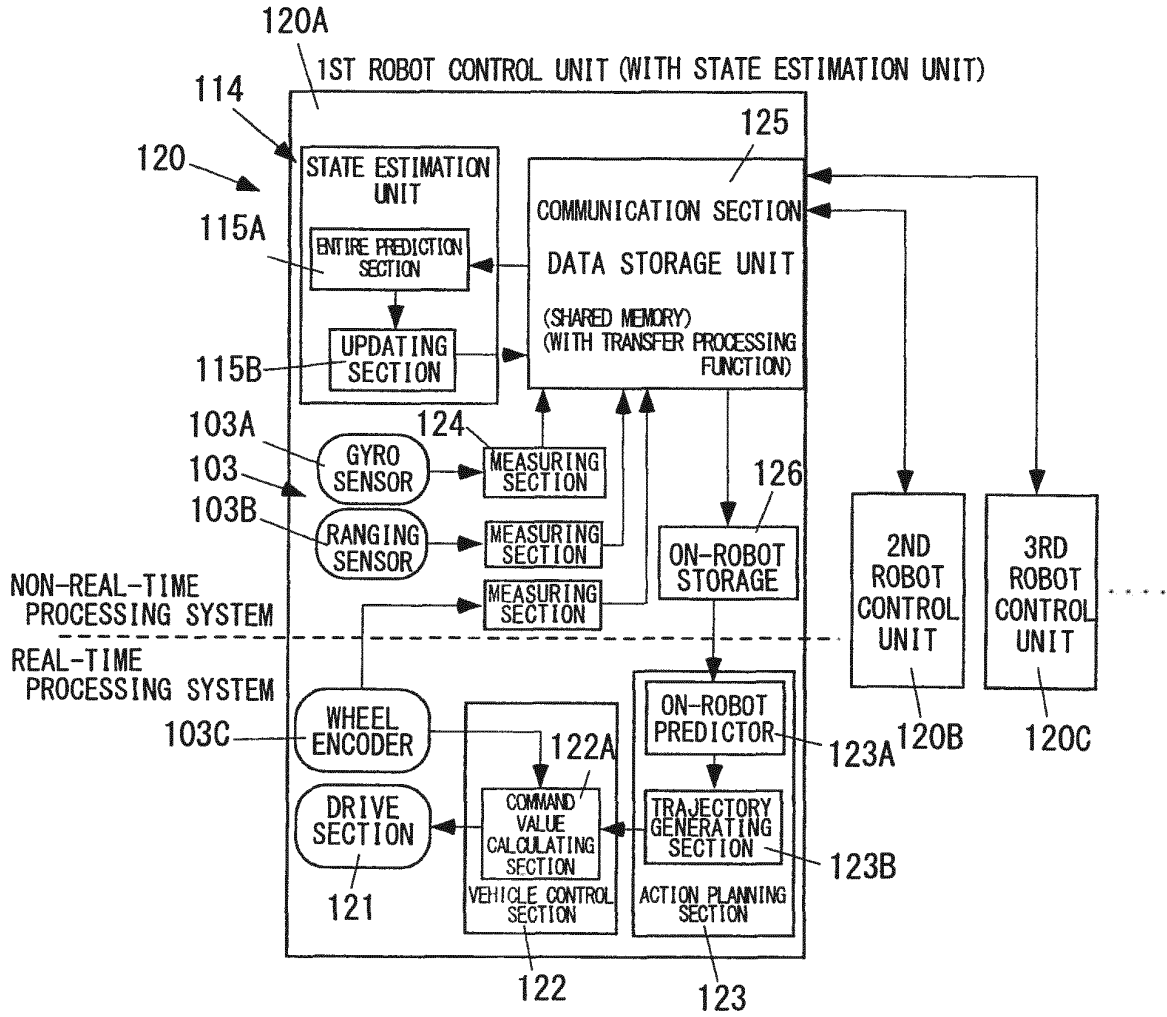 120A
1ST ROBOT CONTROL UNIT (WITH STATE ESTIMATION UNIT)
114
125
120
STATE ESTIMATION
UNIT
COMMUNICATION SECTION
115A
ENTIRE PREDICTION
SECTION
DATA STORAGE UNIT
(SHARED MEMORY)
(WITH TRANSFER PROCESSING
FUNCTION)
UPDATING
SECTION
115B
103A
124
GYRO
SENSOR
MEASURING
SECTION
103
126
103B
RANGING
SENSOR
MEASURING
SECTION
ON-ROBOT
STORAGE
2ND
ROBOT
CONTROL
UNIT
3RD
ROBOT
CONTROL
UNIT
....
NON-REAL-TIME
PROCESSING SYSTEM
MEASURING
SECTION
REAL-TIME
PROCESSING SYSTEM
103C
WHEEL
ENCODER
122A
ON-ROBOT
PREDICTOR
123A
120B
120C
DRIVE
SECTION
COMMAND
VALUE
CALCULATING
SECTION
TRAJECTORY
GENERATING
SECTION
123B
121
VEHICLE CONTROL
SECTION
ACTION PLANNING
SECTION
122
123